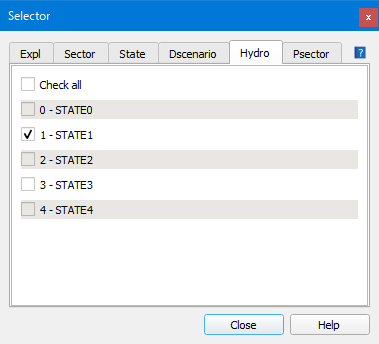 Selector
x
Expl Sector State Dscenario Hydro Psector ?
Check all
0 - STATE0
1 - STATE1
2 - STATE2
3 - STATE3
4 - STATE4
Close Help